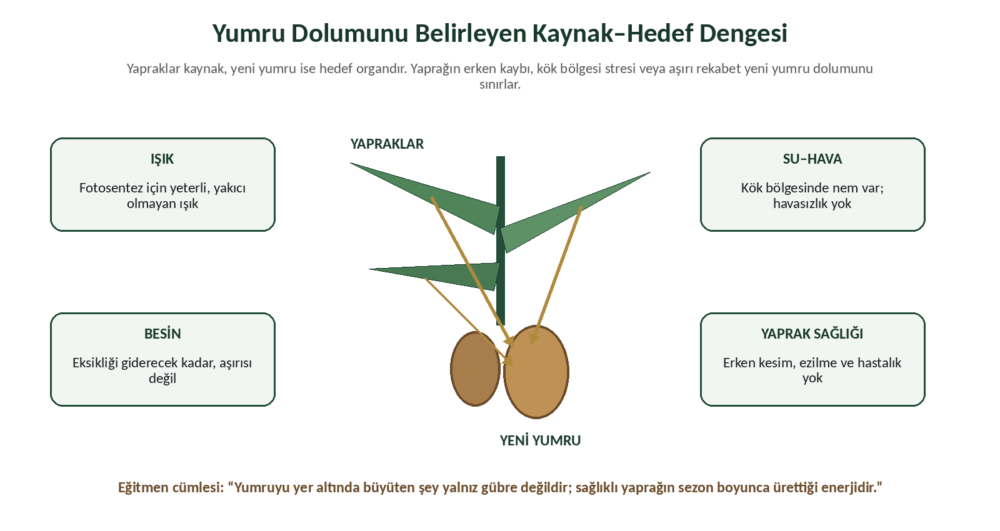 Yumru Dolumunu Belirleyen Kaynak–Hedef Dengesi
Yapraklar kaynak, yeni yumru ise hedef organdır. Yaprağın erken kaybı, kök bölgesi stresi veya aşırı rekabet yeni yumru dolumunu
sınırlar.
YAPRAKLAR
IŞIK
Fotosentez için yeterli, yakıcı
olmayan ışık
SU–HAVA
Kök bölgesinde nem var;
havasızlık yok
BESİN
Eksikliği giderecek kadar, aşırısı
değil
YAPRAK SAĞLIĞI
Erken kesim, ezilme ve hastalık
yok
YENİ YUMRU
Eğitmen cümlesi: “Yumruyu yer altında büyüten şey yalnız gübre değildir; sağlıklı yaprağın sezon boyunca ürettiği enerjidir.”